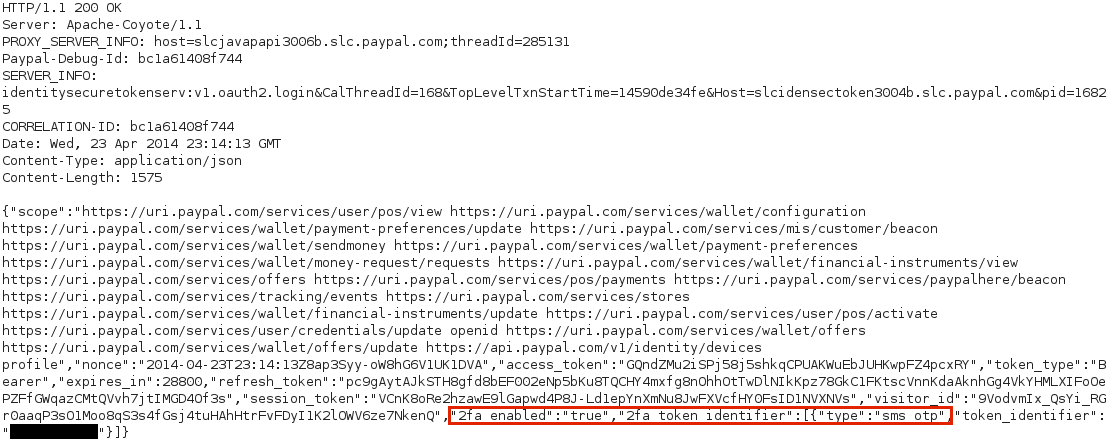 HTTP/1.1 200 OK
Server: Apache-Coyote/1.1
PROXY_SERVER_INFO: host=slcjavapapi3006b.slc.paypal.com;threadId=285131
Paypal-Debug-Id: bc1a61408f744
SERVER_INFO:
identitysecuretokenserv:v1.oauth2.login&CalThreadId=168&TopLevelTxnStartTime=14590de34fe&Host=slcidensectoken3004b.slc.paypal.com&pid=1682
5
CORRELATION-ID: bc1a61408f744
Date: Wed, 23 Apr 2014 23:14:13 GMT
Content-Type: application/json
Content-Length: 1575

{"scope":"https://uri.paypal.com/services/user/pos/view https://uri.paypal.com/services/wallet/configuration
https://uri.paypal.com/services/wallet/payment-preferences/update https://uri.paypal.com/services/mis/customer/beacon
https://uri.paypal.com/services/wallet/sendmoney https://uri.paypal.com/services/wallet/payment-preferences
https://uri.paypal.com/services/wallet/money-request/requests https://uri.paypal.com/services/wallet/financial-instruments/view
https://uri.paypal.com/services/offers https://uri.paypal.com/services/pos/payments https://uri.paypal.com/services/paypalhere/beacon
https://uri.paypal.com/services/tracking/events https://uri.paypal.com/services/stores
https://uri.paypal.com/services/wallet/financial-instruments/update https://uri.paypal.com/services/user/pos/activate
https://uri.paypal.com/services/user/credentials/update openid https://uri.paypal.com/services/wallet/offers
https://uri.paypal.com/services/wallet/offers/update https://api.paypal.com/v1/identity/devices
profile","nonce":"2014-04-23T23:14:13Z8ap3Syy-oW8hG6V1UK1DVA","access_token":"GQndZMu2iSPj58j5shkqCPUAKWuEbJUHKwpFZ4pcxRY","token_type":"B
earer","expires_in":28800,"refresh_token":"pc9gAytAJkSTH8gfd8bEF002eNp5bKu8TQCHY4mxfg8nOhhOtTwDlNIkKpz78GkC1FKtscVnnKdaAknhGg4VkYHMLXIFoOe
PZFfGWqazCMtQVvh7jtIMGD4Of3s","session_token":"VCnK8oRe2hzawE9lGapwd4P8J-Ld1epYnXmNu8JwFXVcfHYOFsID1NVXNVs","visitor_id":"9VodvmIx_QsYi_RG
rOaaqP3sO1Moo8qS3s4fGsj4tuHAhHtrFvFDyI1K2lOWV6ze7NkenQ","2fa_enabled":"true","2fa_token_identifier":[{"type":"sms_otp","token_identifier":
""}]}